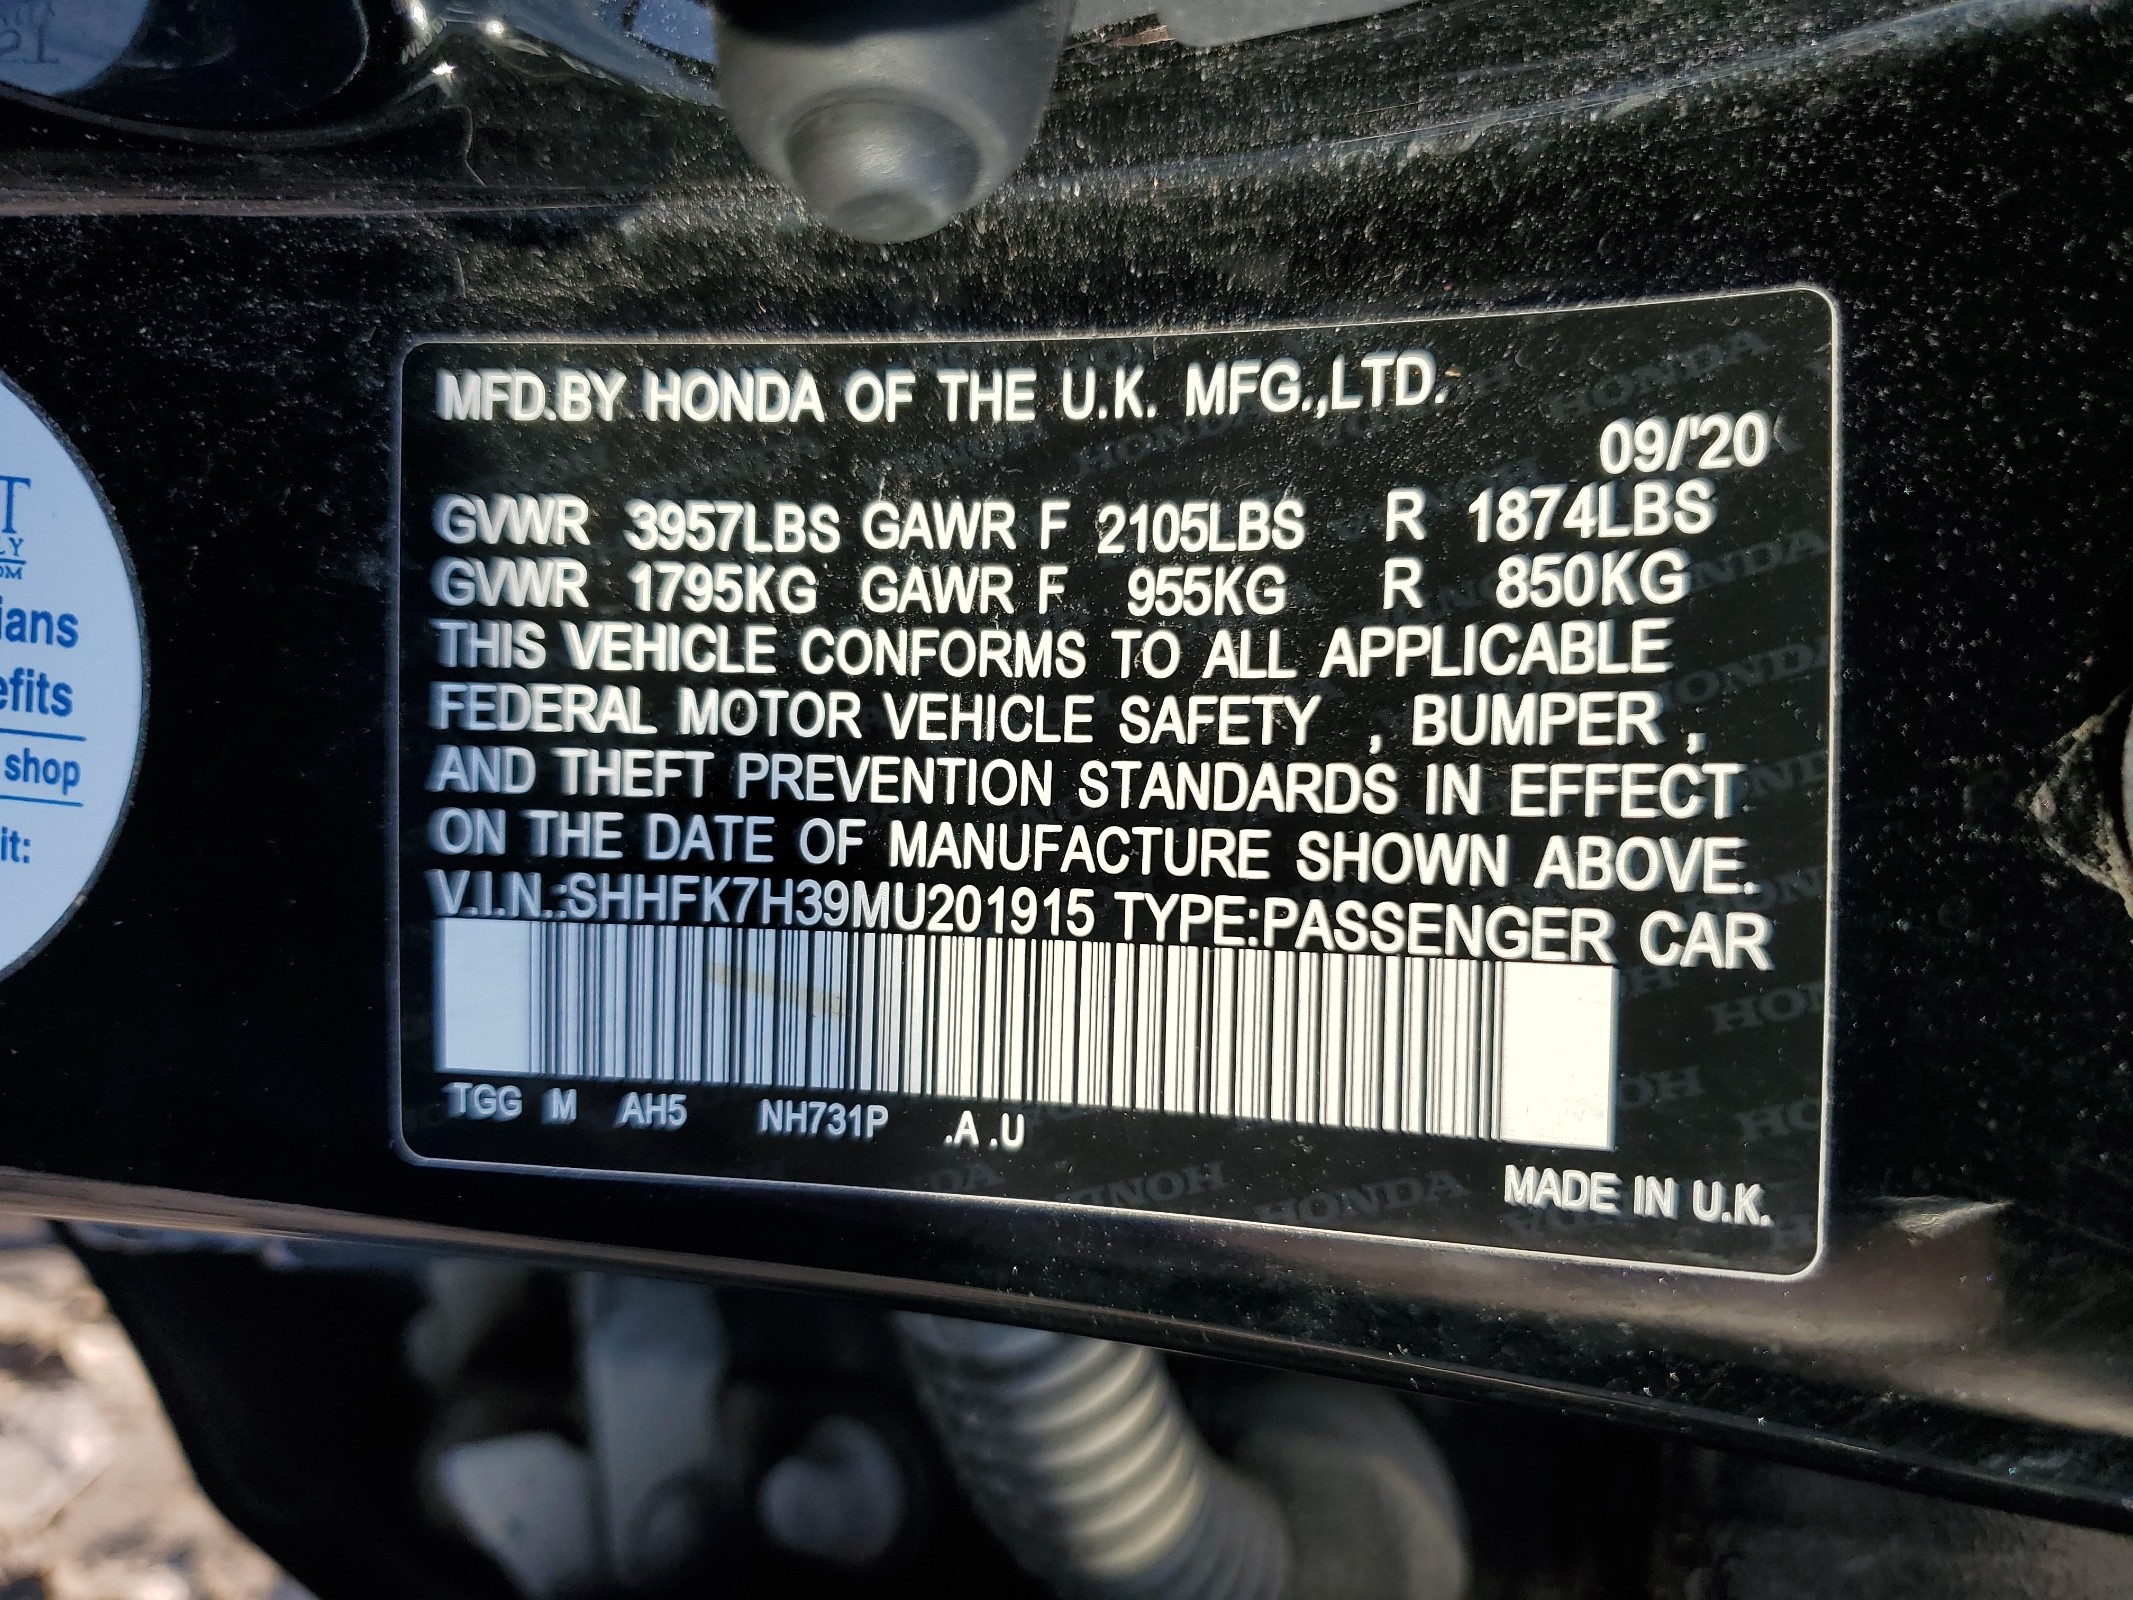 MFD.BY HONDA OF THE U.K. MFG.,LTD.
09/'20
GVWR 3957LBS GAWR F 2105LBS R 1874LBS
GVWR 1795KG GAWR F 955KG R 850KG
THIS VEHICLE CONFORMS TO ALL APPLICABLE
FEDERAL MOTOR VEHICLE SAFETY , BUMPER ,
AND THEFT PREVENTION STANDARDS IN EFFECT
ON THE DATE OF MANUFACTURE SHOWN ABOVE.
V.I.N.:SHHFK7H39MU201915 TYPE:PASSENGER CAR
TGG M AH5 NH731P .A .U
MADE IN U.K.
shop